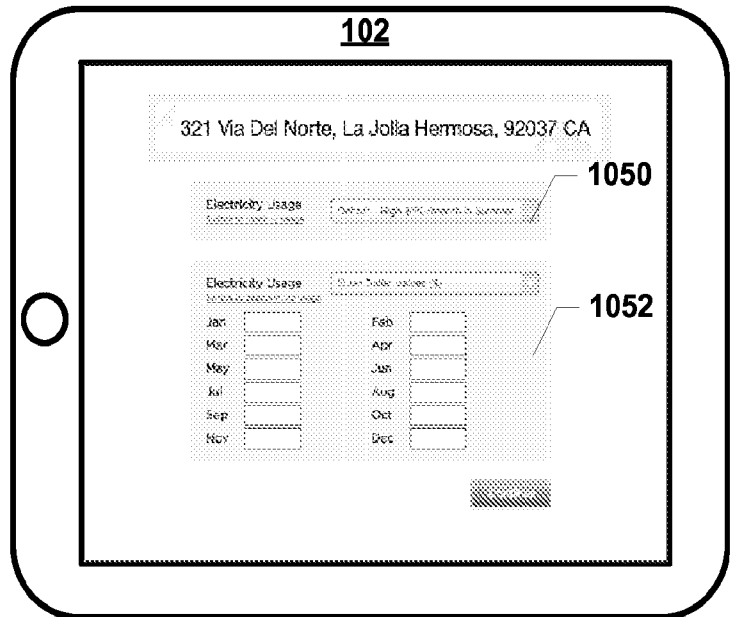 102
321 Via Del Norte, La Jolla Hermosa, 92037 CA
1050
Electricity Usage
Electricity Usage
1052
Jan Feb
Mar Apr
May Jun
Jul Aug
Sep Oct
Nov Dec